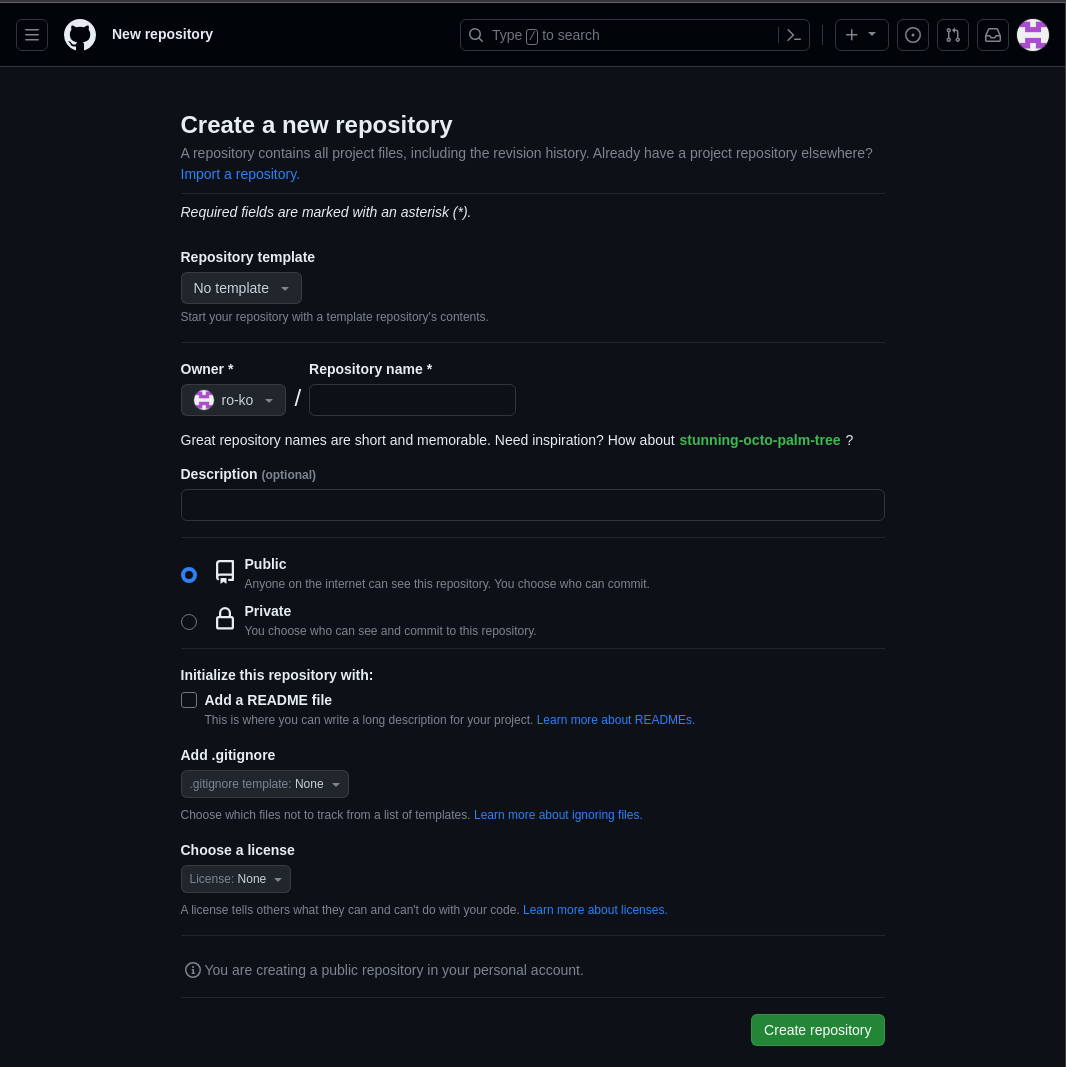 New repository
Type / to search
Create a new repository
A repository contains all project files, including the revision history. Already have a project repository elsewhere?
Import a repository.
Required fields are marked with an asterisk (*).
Repository template
No template
Start your repository with a template repository's contents.
Owner * Repository name *
ro-ko /
Great repository names are short and memorable. Need inspiration? How about stunning-octo-palm-tree ?
Description (optional)
Public
Anyone on the internet can see this repository. You choose who can commit.
Private
You choose who can see and commit to this repository.
Initialize this repository with:
Add a README file
This is where you can write a long description for your project. Learn more about READMEs.
Add .gitignore
.gitignore template: None
Choose which files not to track from a list of templates. Learn more about ignoring files.
Choose a license
License: None
A license tells others what they can and can't do with your code. Learn more about licenses.
You are creating a public repository in your personal account.
Create repository